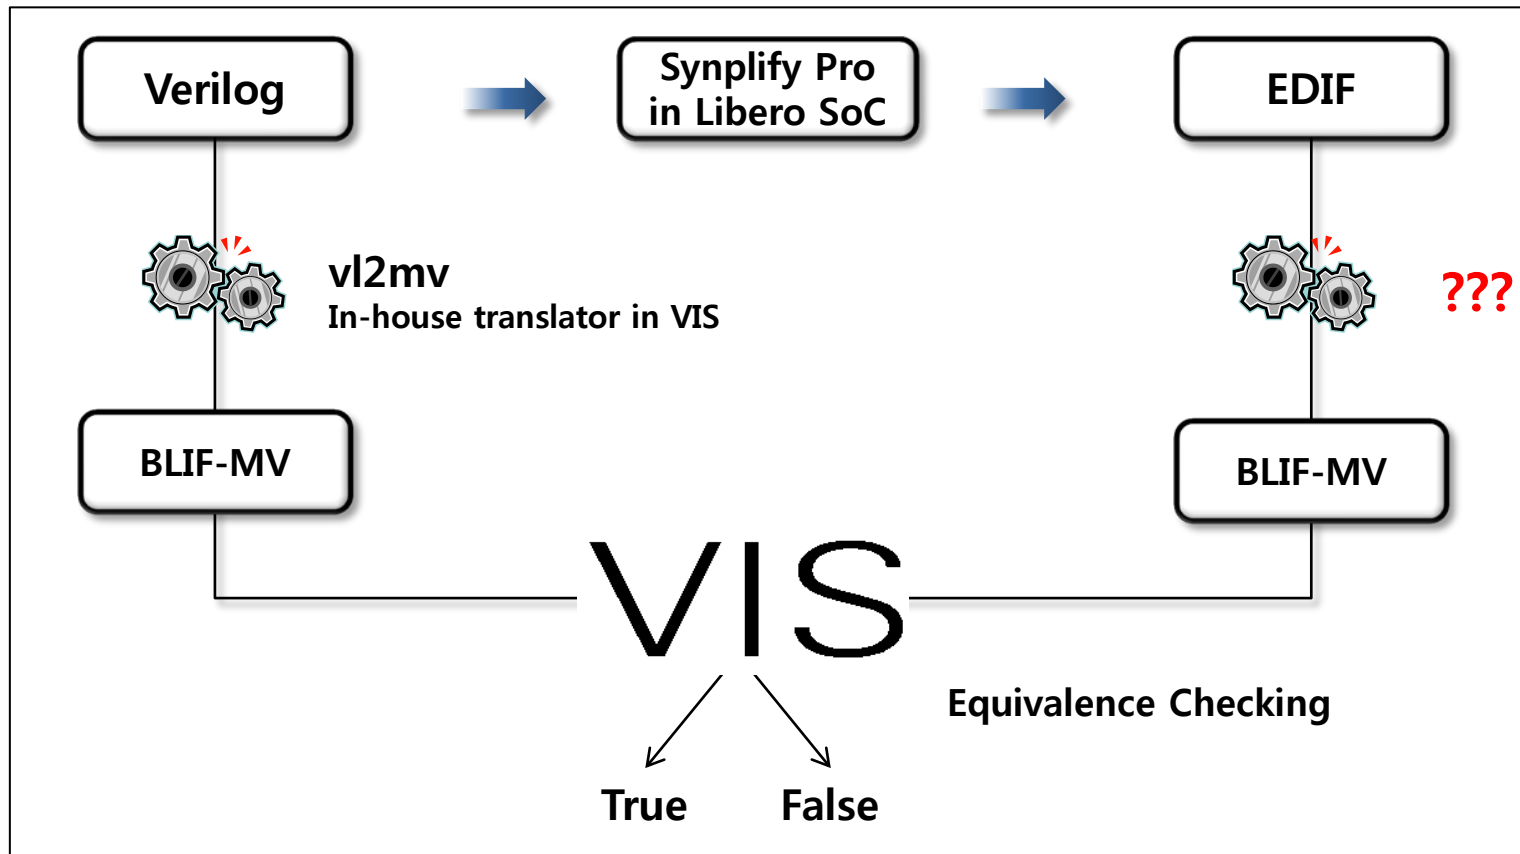 Verilog
Synplify Pro
in Libero SoC
EDIF
vl2mv
In-house translator in VIS
???
BLIF-MV
BLIF-MV
VIS
Equivalence Checking
True
False